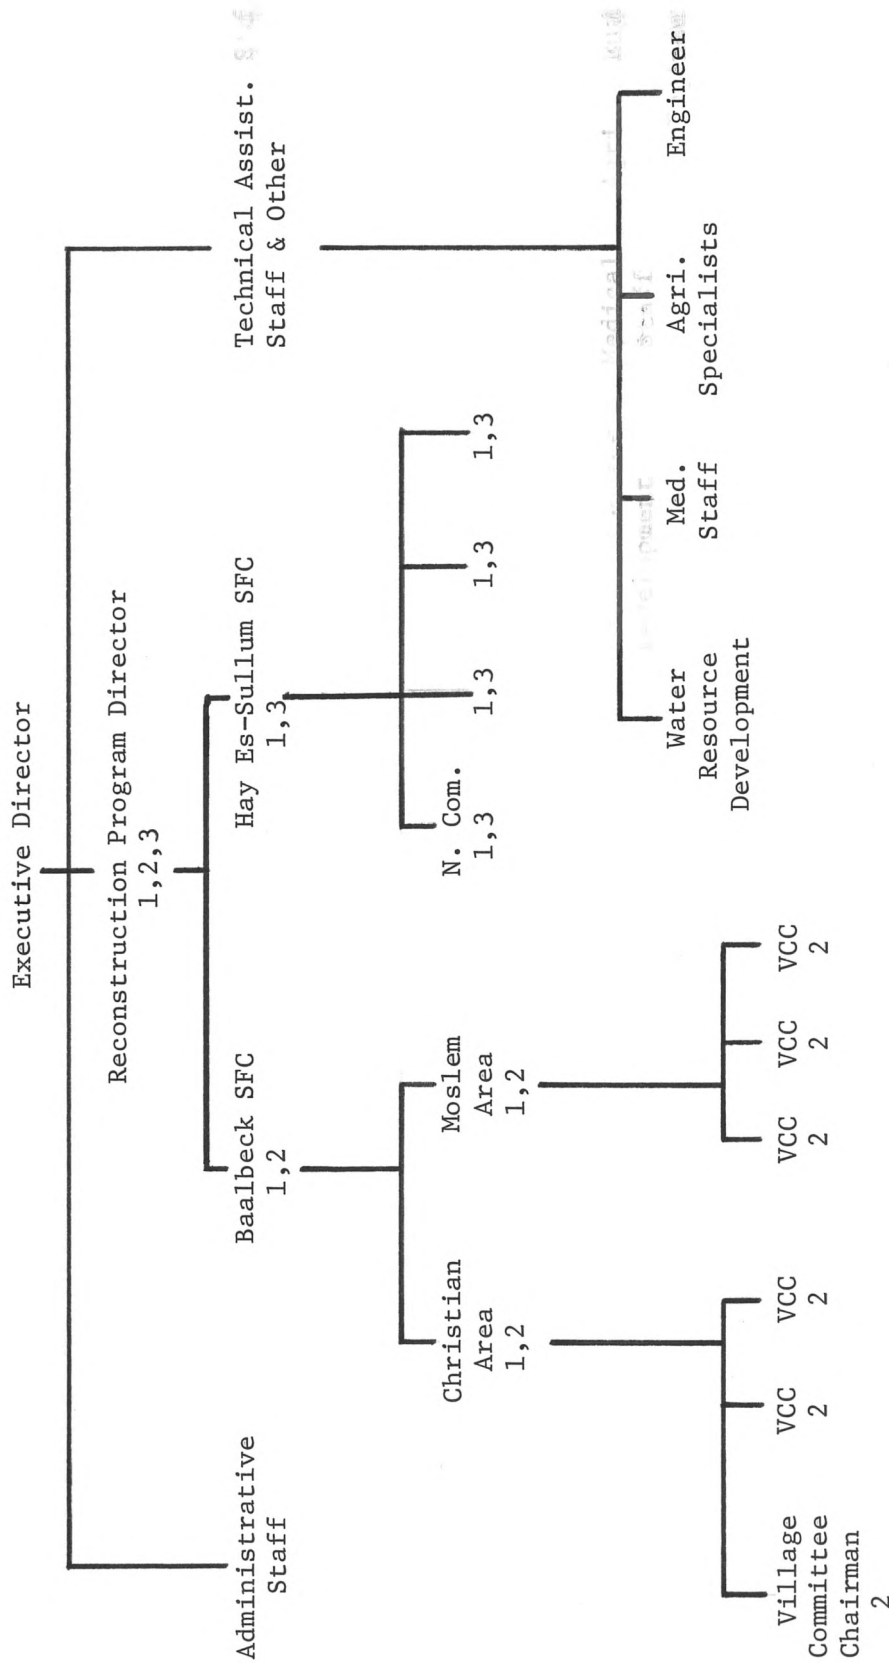 Executive Director
Reconstruction Program Director
1,2,3
Administrative
Staff
Baalbeck SFC
1,2
Hay Es-Sullum SFC
1,3
Technical Assist.
Staff & Other
Christian
Area
1,2
Moslem
Area
1,2
N. Com.
1,3
1,3
1,3
1,3
Water
Resource
Development
Med.
Staff
Agri.
Specialists
Engineer
Village
Committee
Chairman
2
VCC
2
VCC
2
VCC
2
VCC
2
VCC
2